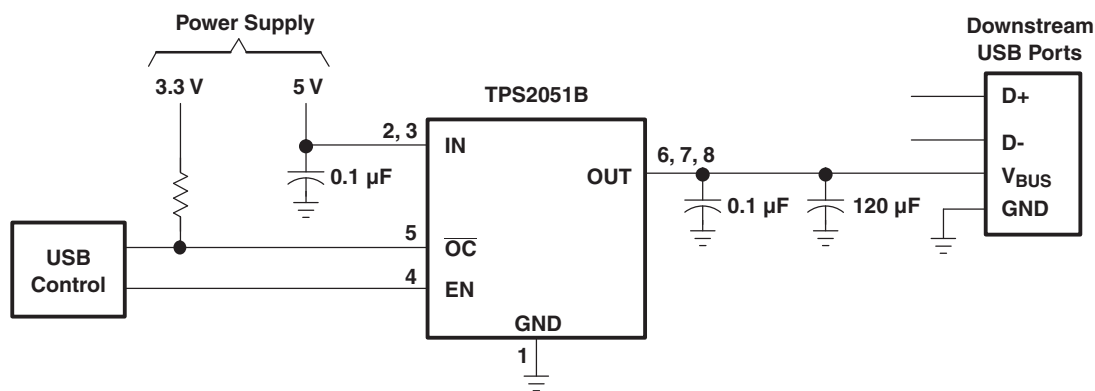 Power Supply
3.3 V
5 V
TPS2051B
Downstream
USB Ports
D+
D-
V_BUS
GND
2, 3
IN
0.1 µF
6, 7, 8
OUT
0.1 µF
120 µF
USB
Control
5
O̅C̅
4
EN
GND
1